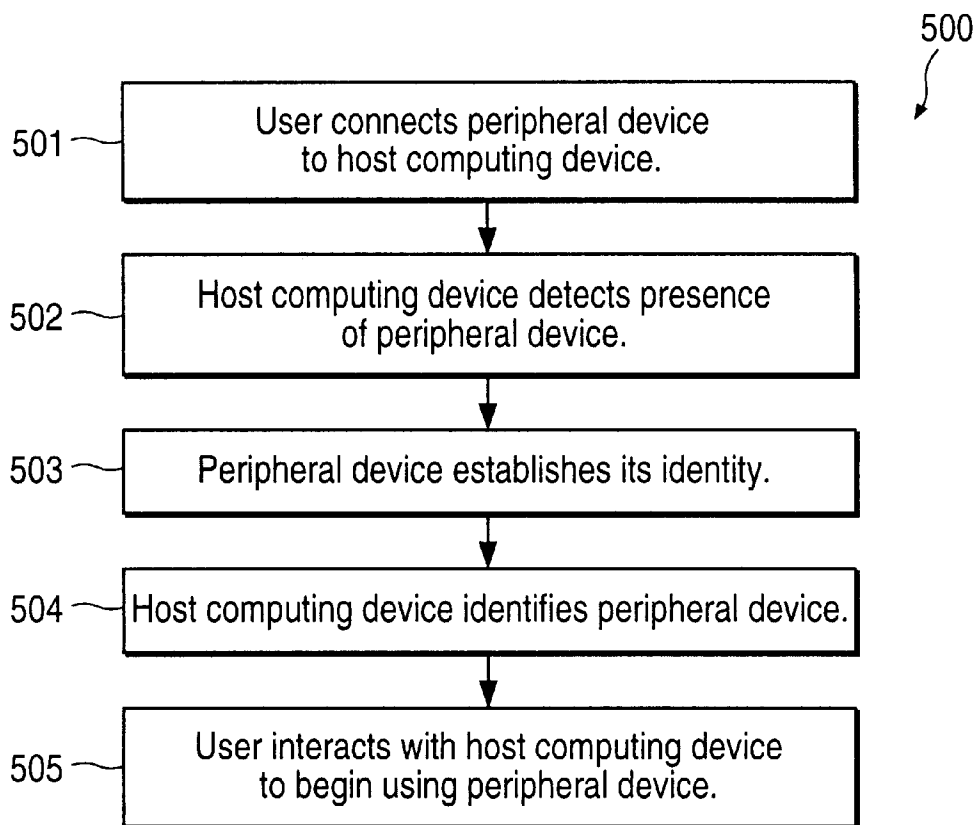 500
501
User connects peripheral device
to host computing device.
502
Host computing device detects presence
of peripheral device.
503
Peripheral device establishes its identity.
504
Host computing device identifies peripheral device.
505
User interacts with host computing device
to begin using peripheral device.